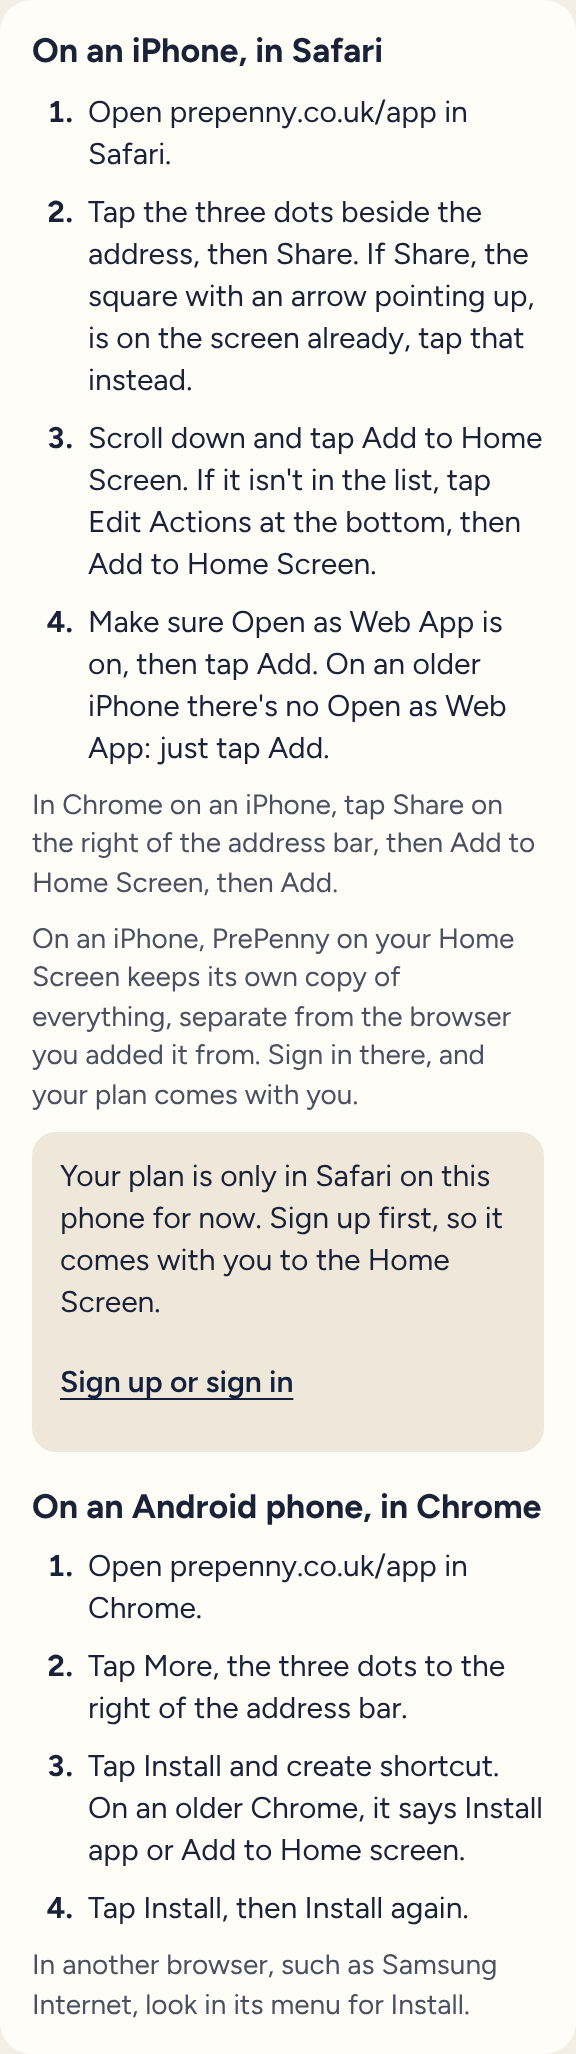 On an iPhone, in Safari
1. Open prepenny.co.uk/app in
Safari.
2. Tap the three dots beside the
address, then Share. If Share, the
square with an arrow pointing up,
is on the screen already, tap that
instead.
3. Scroll down and tap Add to Home
Screen. If it isn't in the list, tap
Edit Actions at the bottom, then
Add to Home Screen.
4. Make sure Open as Web App is
on, then tap Add. On an older
iPhone there's no Open as Web
App: just tap Add.
In Chrome on an iPhone, tap Share on
the right of the address bar, then Add to
Home Screen, then Add.
On an iPhone, PrePenny on your Home
Screen keeps its own copy of
everything, separate from the browser
you added it from. Sign in there, and
your plan comes with you.
Your plan is only in Safari on this
phone for now. Sign up first, so it
comes with you to the Home
Screen.
Sign up or sign in
On an Android phone, in Chrome
1. Open prepenny.co.uk/app in
Chrome.
2. Tap More, the three dots to the
right of the address bar.
3. Tap Install and create shortcut.
On an older Chrome, it says Install
app or Add to Home screen.
4. Tap Install, then Install again.
In another browser, such as Samsung
Internet, look in its menu for Install.